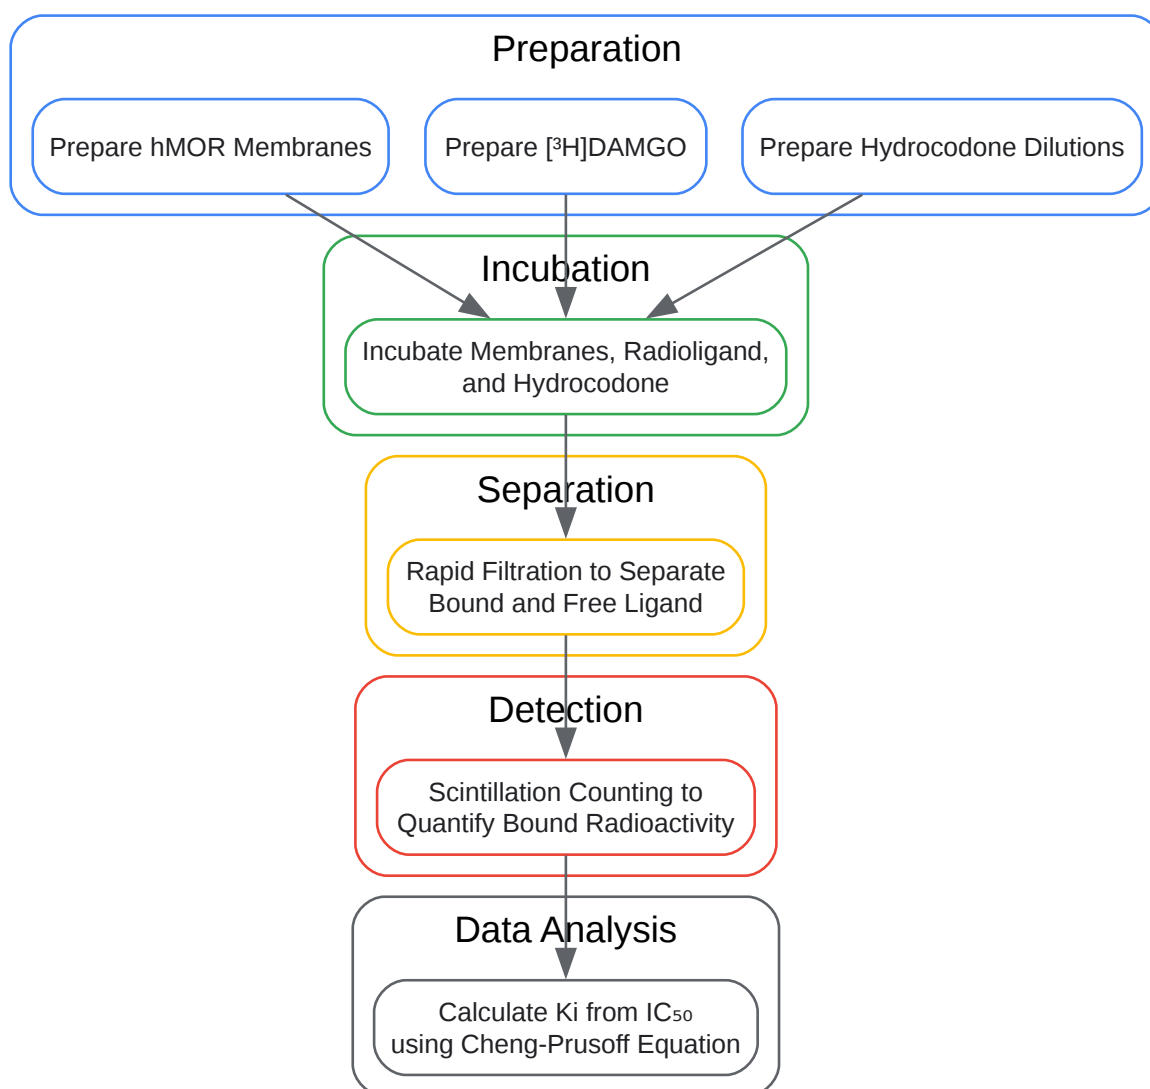 Preparation
Prepare hMOR Membranes
Prepare [³H]DAMGO
Prepare Hydrocodone Dilutions
Incubation
Incubate Membranes, Radioligand,
and Hydrocodone
Separation
Rapid Filtration to Separate
Bound and Free Ligand
Detection
Scintillation Counting to
Quantify Bound Radioactivity
Data Analysis
Calculate Ki from IC₅₀
using Cheng-Prusoff Equation